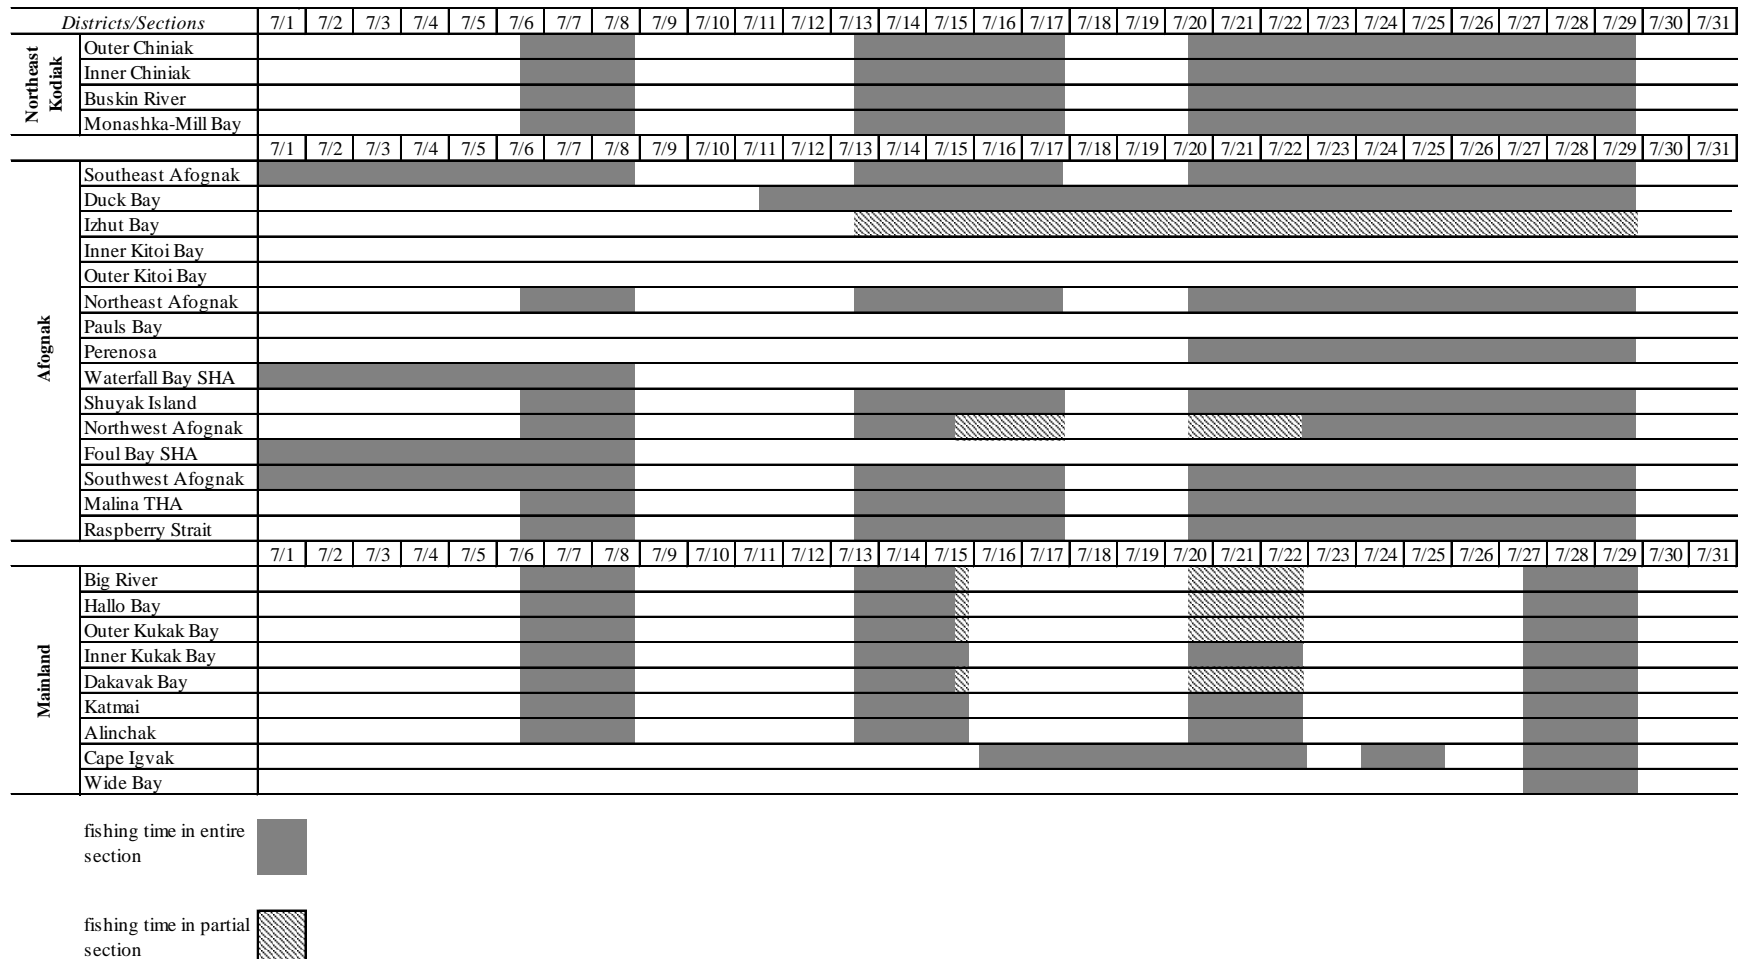 Districts/Sections 7/1 7/2 7/3 7/4 7/5 7/6 7/7 7/8 7/9 7/10 7/11 7/12 7/13 7/14 7/15 7/16 7/17 7/18 7/19 7/20 7/21 7/22 7/23 7/24 7/25 7/26 7/27 7/28 7/29 7/30 7/31
Northeast
Kodiak
Outer Chiniak
Inner Chiniak
Buskin River
Monashka-Mill Bay
7/1 7/2 7/3 7/4 7/5 7/6 7/7 7/8 7/9 7/10 7/11 7/12 7/13 7/14 7/15 7/16 7/17 7/18 7/19 7/20 7/21 7/22 7/23 7/24 7/25 7/26 7/27 7/28 7/29 7/30 7/31
Afognak
Southeast Afognak
Duck Bay
Izhut Bay
Inner Kitoi Bay
Outer Kitoi Bay
Northeast Afognak
Pauls Bay
Perenosa
Waterfall Bay SHA
Shuyak Island
Northwest Afognak
Foul Bay SHA
Southwest Afognak
Malina THA
Raspberry Strait
7/1 7/2 7/3 7/4 7/5 7/6 7/7 7/8 7/9 7/10 7/11 7/12 7/13 7/14 7/15 7/16 7/17 7/18 7/19 7/20 7/21 7/22 7/23 7/24 7/25 7/26 7/27 7/28 7/29 7/30 7/31
Mainland
Big River
Hallo Bay
Outer Kukak Bay
Inner Kukak Bay
Dakavak Bay
Katmai
Alinchak
Cape Igvak
Wide Bay
fishing time in entire
section
fishing time in partial
section